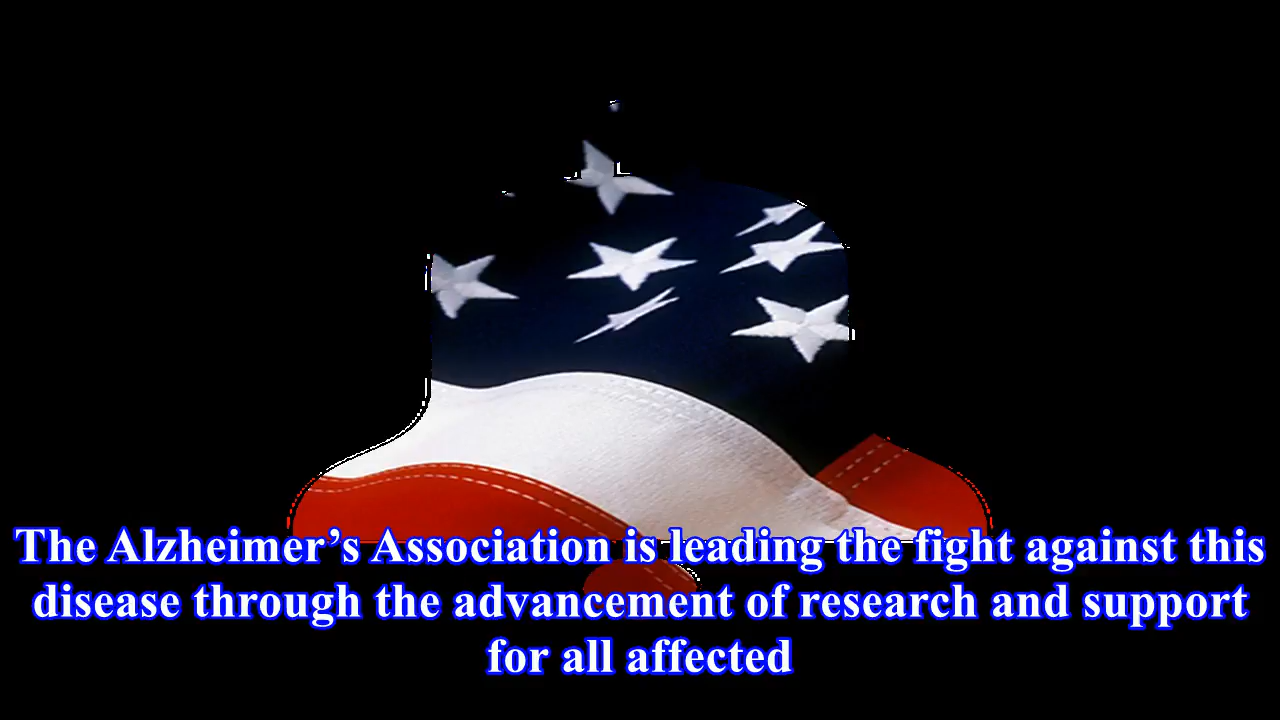 The Alzheimer’s Association is leading the fight against this
disease through the advancement of research and support
for all affected